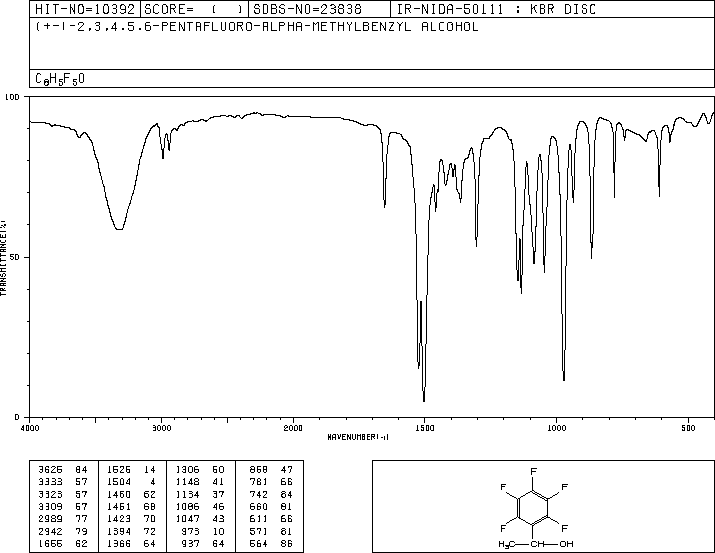 HIT-NO=10392 SCORE= ( ) SDBS-NO=23838 IR-NIDA-50111 : KBR DISC
(+-)-2,3,4,5,6-PENTAFLUORO-ALPHA-METHYLBENZYL ALCOHOL
C8H5F5O
100
50
0
TRANSMITTANCE(%)
4000 3000 2000 1500 1000 500
WAVENUMBER(-1)
3625 84 1526 14 1306 50 868 47
3333 57 1504 4 1148 41 781 66
3323 57 1460 62 1134 37 742 84
3309 57 1451 68 1086 46 660 81
2989 77 1423 70 1047 43 611 66
2942 79 1394 72 973 10 571 81
1655 62 1366 64 937 64 564 86
F
F F
F F
H3C CH OH